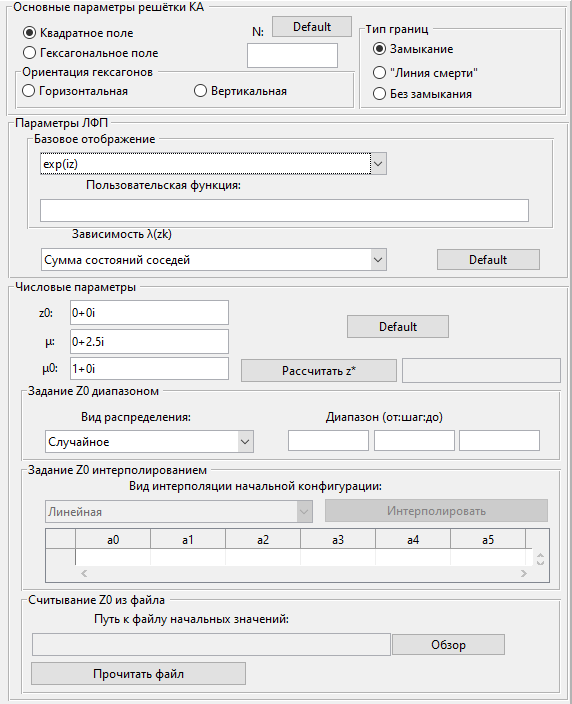 Основные параметры решётки КА
Квадратное поле
Гексагональное поле
N:
Default
Тип границ
Замыкание
"Линия смерти"
Без замыкания
Ориентация гексагонов
Горизонтальная
Вертикальная
Параметры ЛФП
Базовое отображение
exp(iz)
Пользовательская функция:
Зависимость λ(zk)
Сумма состояний соседей
Default
Числовые параметры
z0:
0+0i
μ:
0+2.5i
μ0:
1+0i
Default
Рассчитать z*
Задание Z0 диапазоном
Вид распределения:
Диапазон (от:шаг:до)
Случайное
Задание Z0 интерполированием
Вид интерполяции начальной конфигурации:
Линейная
Интерполировать
a0 a1 a2 a3 a4 a5
Считывание Z0 из файла
Путь к файлу начальных значений:
Обзор
Прочитать файл